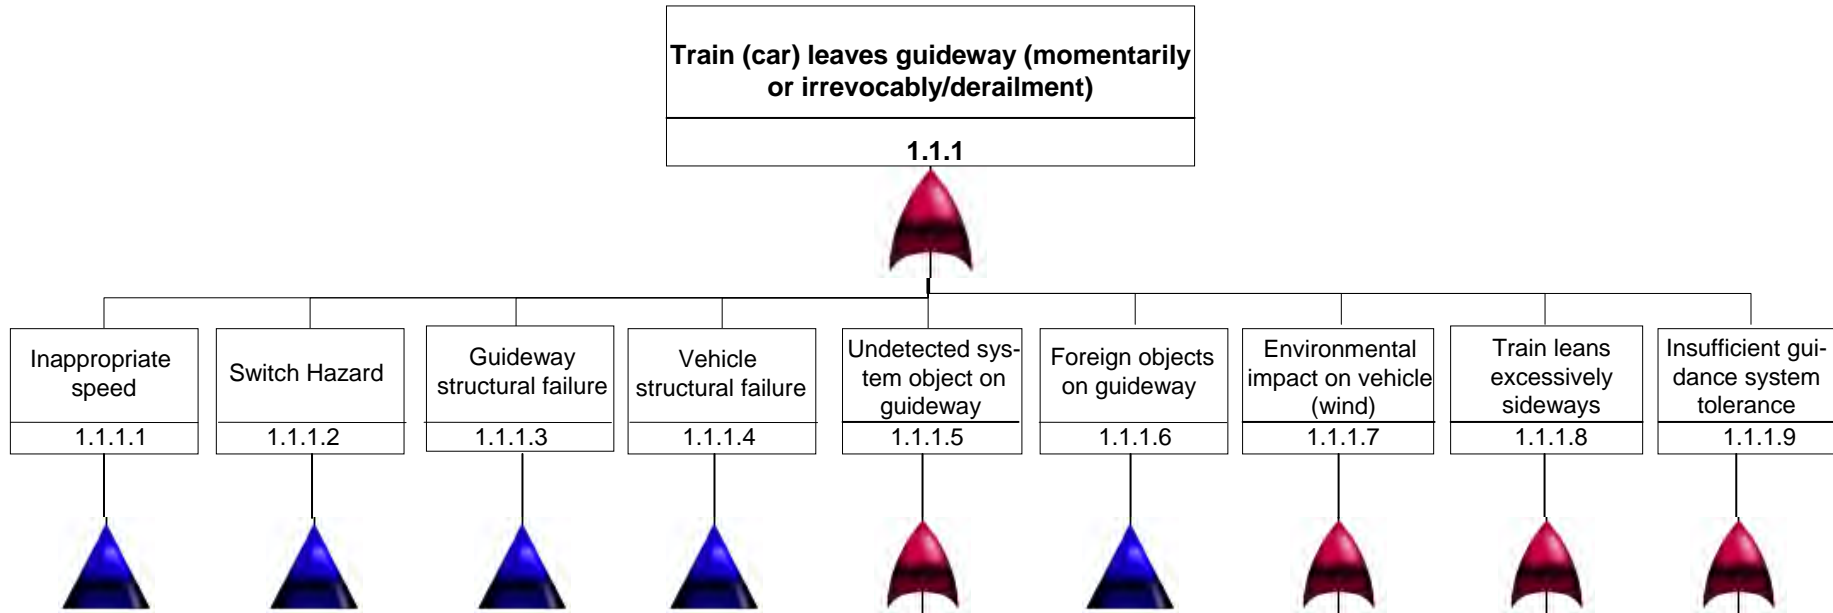 Train (car) leaves guideway (momentarily
or irrevocably/derailment)
1.1.1
Inappropriate
speed
1.1.1.1
Switch Hazard
1.1.1.2
Guideway
structural failure
1.1.1.3
Vehicle
structural failure
1.1.1.4
Undetected sys-
tem object on
guideway
1.1.1.5
Foreign objects
on guideway
1.1.1.6
Environmental
impact on vehicle
(wind)
1.1.1.7
Train leans
excessively
sideways
1.1.1.8
Insufficient gui-
dance system
tolerance
1.1.1.9